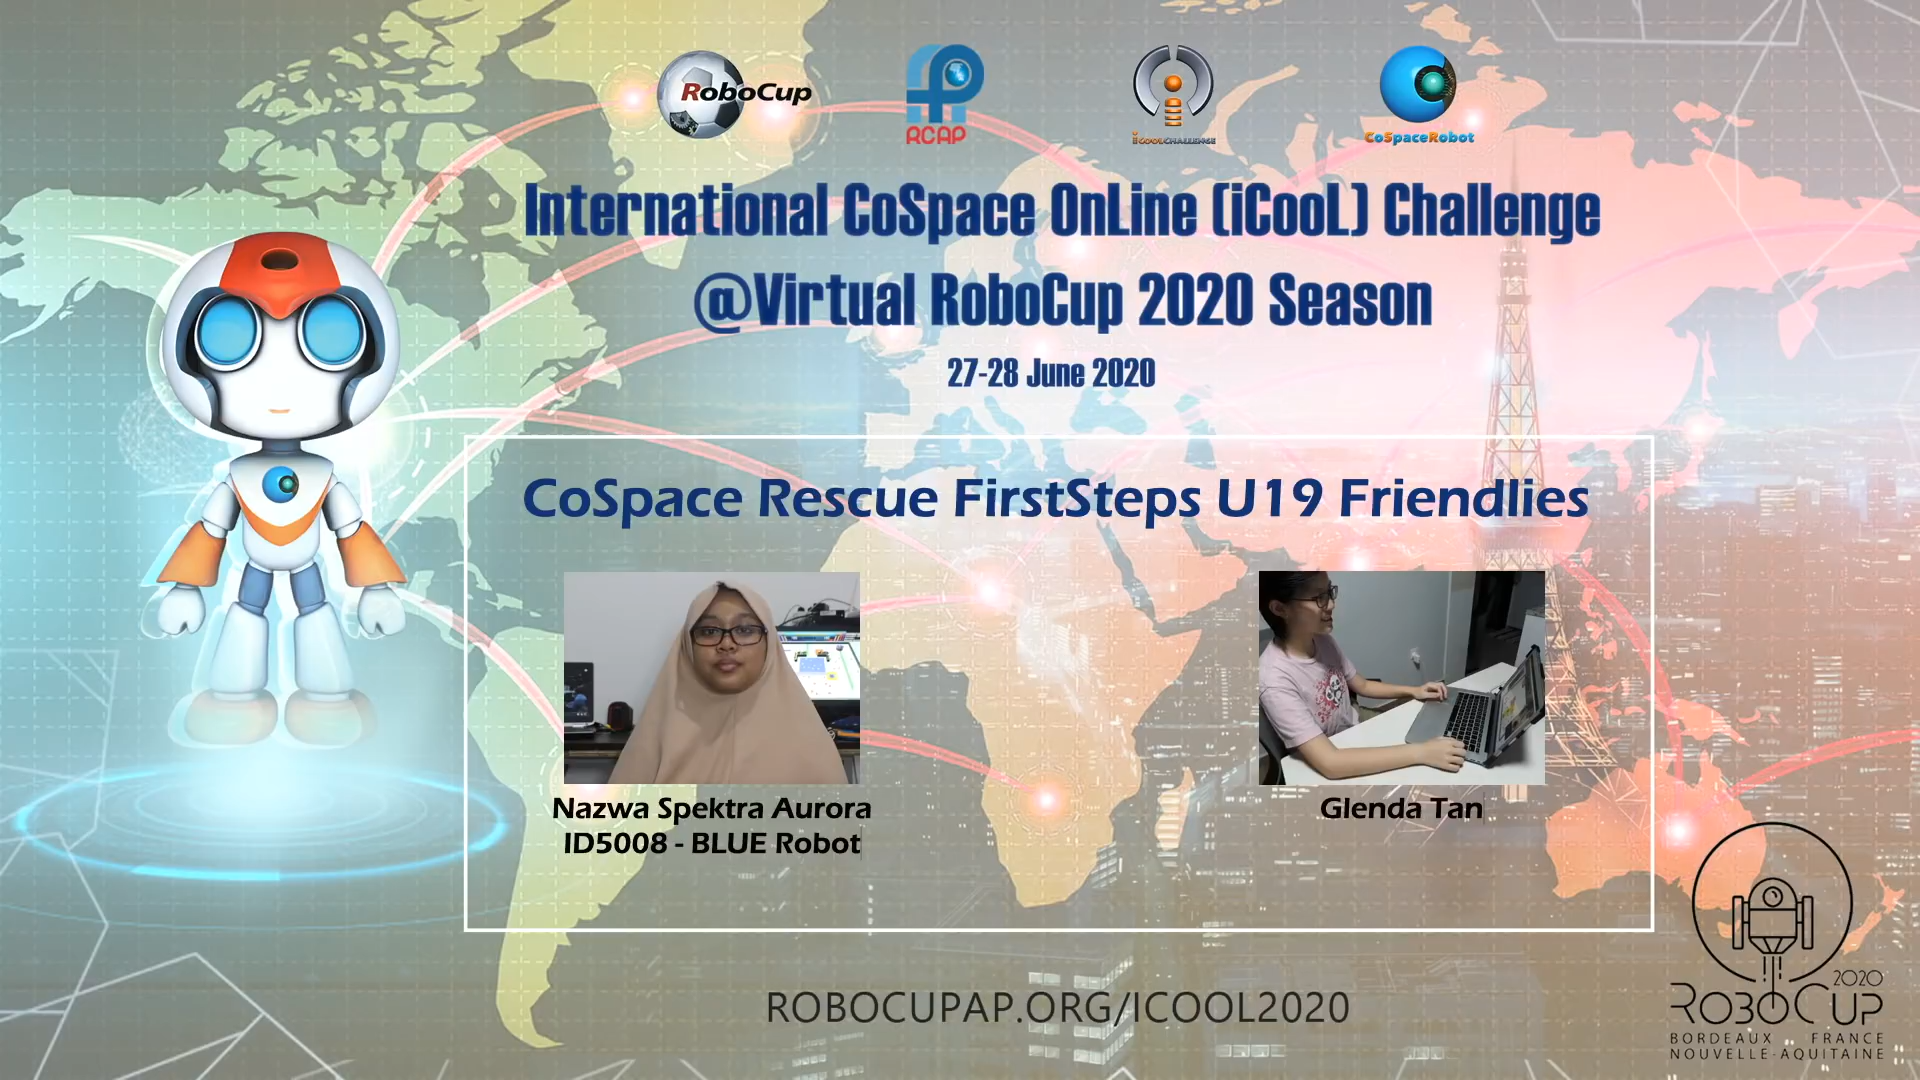 RoboCup
RCAP
iCOOLCHALLENGE
CoSpaceRobot
International CoSpace OnLine (iCooL) Challenge
@Virtual RoboCup 2020 Season
27-28 June 2020
CoSpace Rescue FirstSteps U19 Friendlies
Nazwa Spektra Aurora
ID5008 - BLUE Robot
Glenda Tan
ROBOCUPAP.ORG/ICOOL2020
2020
ROBOCUP
BORDEAUX FRANCE
NOUVELLE-AQUITAINE